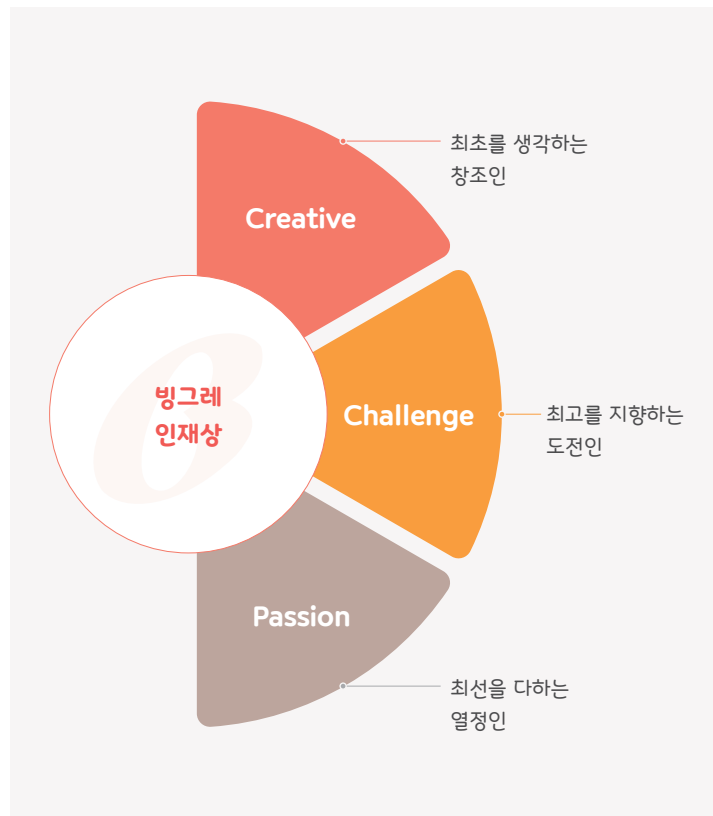 최초를 생각하는
창조인
Creative
빙그레
인재상
Challenge
최고를 지향하는
도전인
Passion
최선을 다하는
열정인